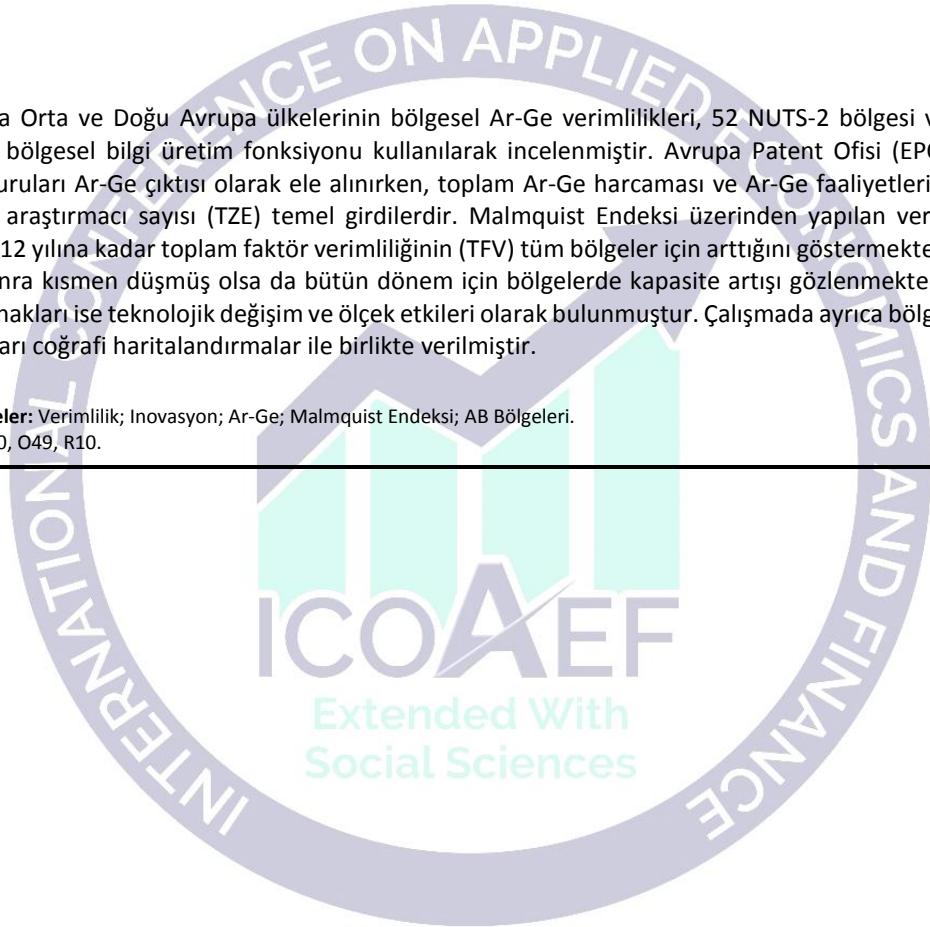 a Orta ve Doğu Avrupa ülkelerinin bölgesel Ar-Ge verimlilikleri, 52 NUTS-2 bölgesi v
bölgesel bilgi üretim fonksiyonu kullanılarak incelenmiştir. Avrupa Patent Ofisi (EPO
uruları Ar-Ge çıktısı olarak ele alınırken, toplam Ar-Ge harcaması ve Ar-Ge faaliyetleri
araştırmacı sayısı (TZE) temel girdilerdir. Malmquist Endeksi üzerinden yapılan ver
12 yılına kadar toplam faktör verimliliğinin (TFV) tüm bölgeler için arttığını göstermekte
nra kısmen düşmüş olsa da bütün dönem için bölgelerde kapasite artışı gözlenmekte
nakları ise teknolojik değişim ve ölçek etkileri olarak bulunmuştur. Çalışmada ayrıca bölg
arı coğrafi haritalandırmalar ile birlikte verilmiştir.
eler: Verimlilik; Inovasyon; Ar-Ge; Malmquist Endeksi; AB Bölgeleri.
0, O49, R10.
INTERNATIONAL CONFERENCE ON APPLIED ECONOMICS AND FINANCE
ICOAEF
Extended With
Social Sciences